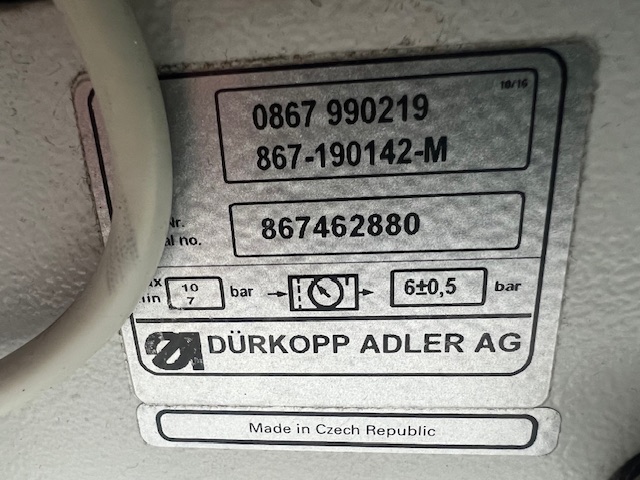 10/16
0867 990219
867-190142-M
Nr.
no.
867462880
10
7
bar
6±0,5
bar
DÜRKOPP ADLER AG
Made in Czech Republic